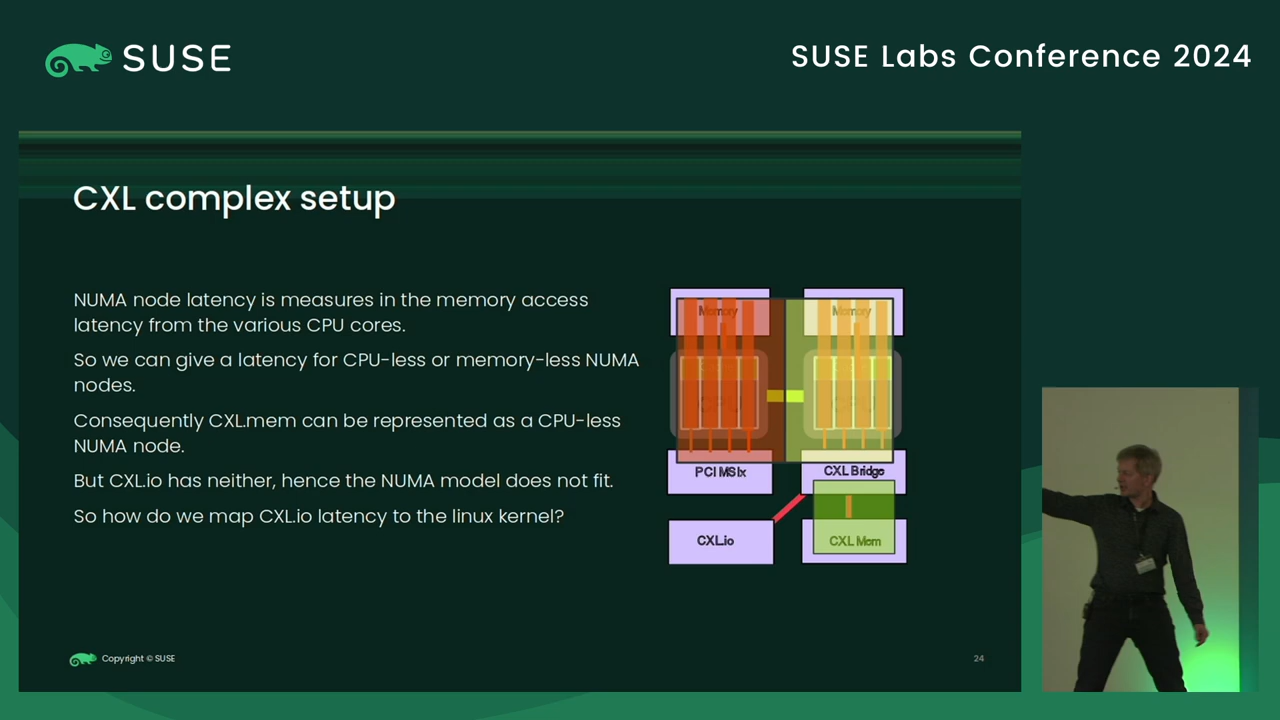 SUSE
SUSE Labs Conference 2024
CXL complex setup
NUMA node latency is measures in the memory access
latency from the various CPU cores.
So we can give a latency for CPU-less or memory-less NUMA
nodes.
Consequently CXL.mem can be represented as a CPU-less
NUMA node.
But CXL.io has neither, hence the NUMA model does not fit.
So how do we map CXL.io latency to the linux kernel?
Memory
Memory
PCI MSIx
CXL Bridge
CXL.io
CXL Mem
Copyright © SUSE
24